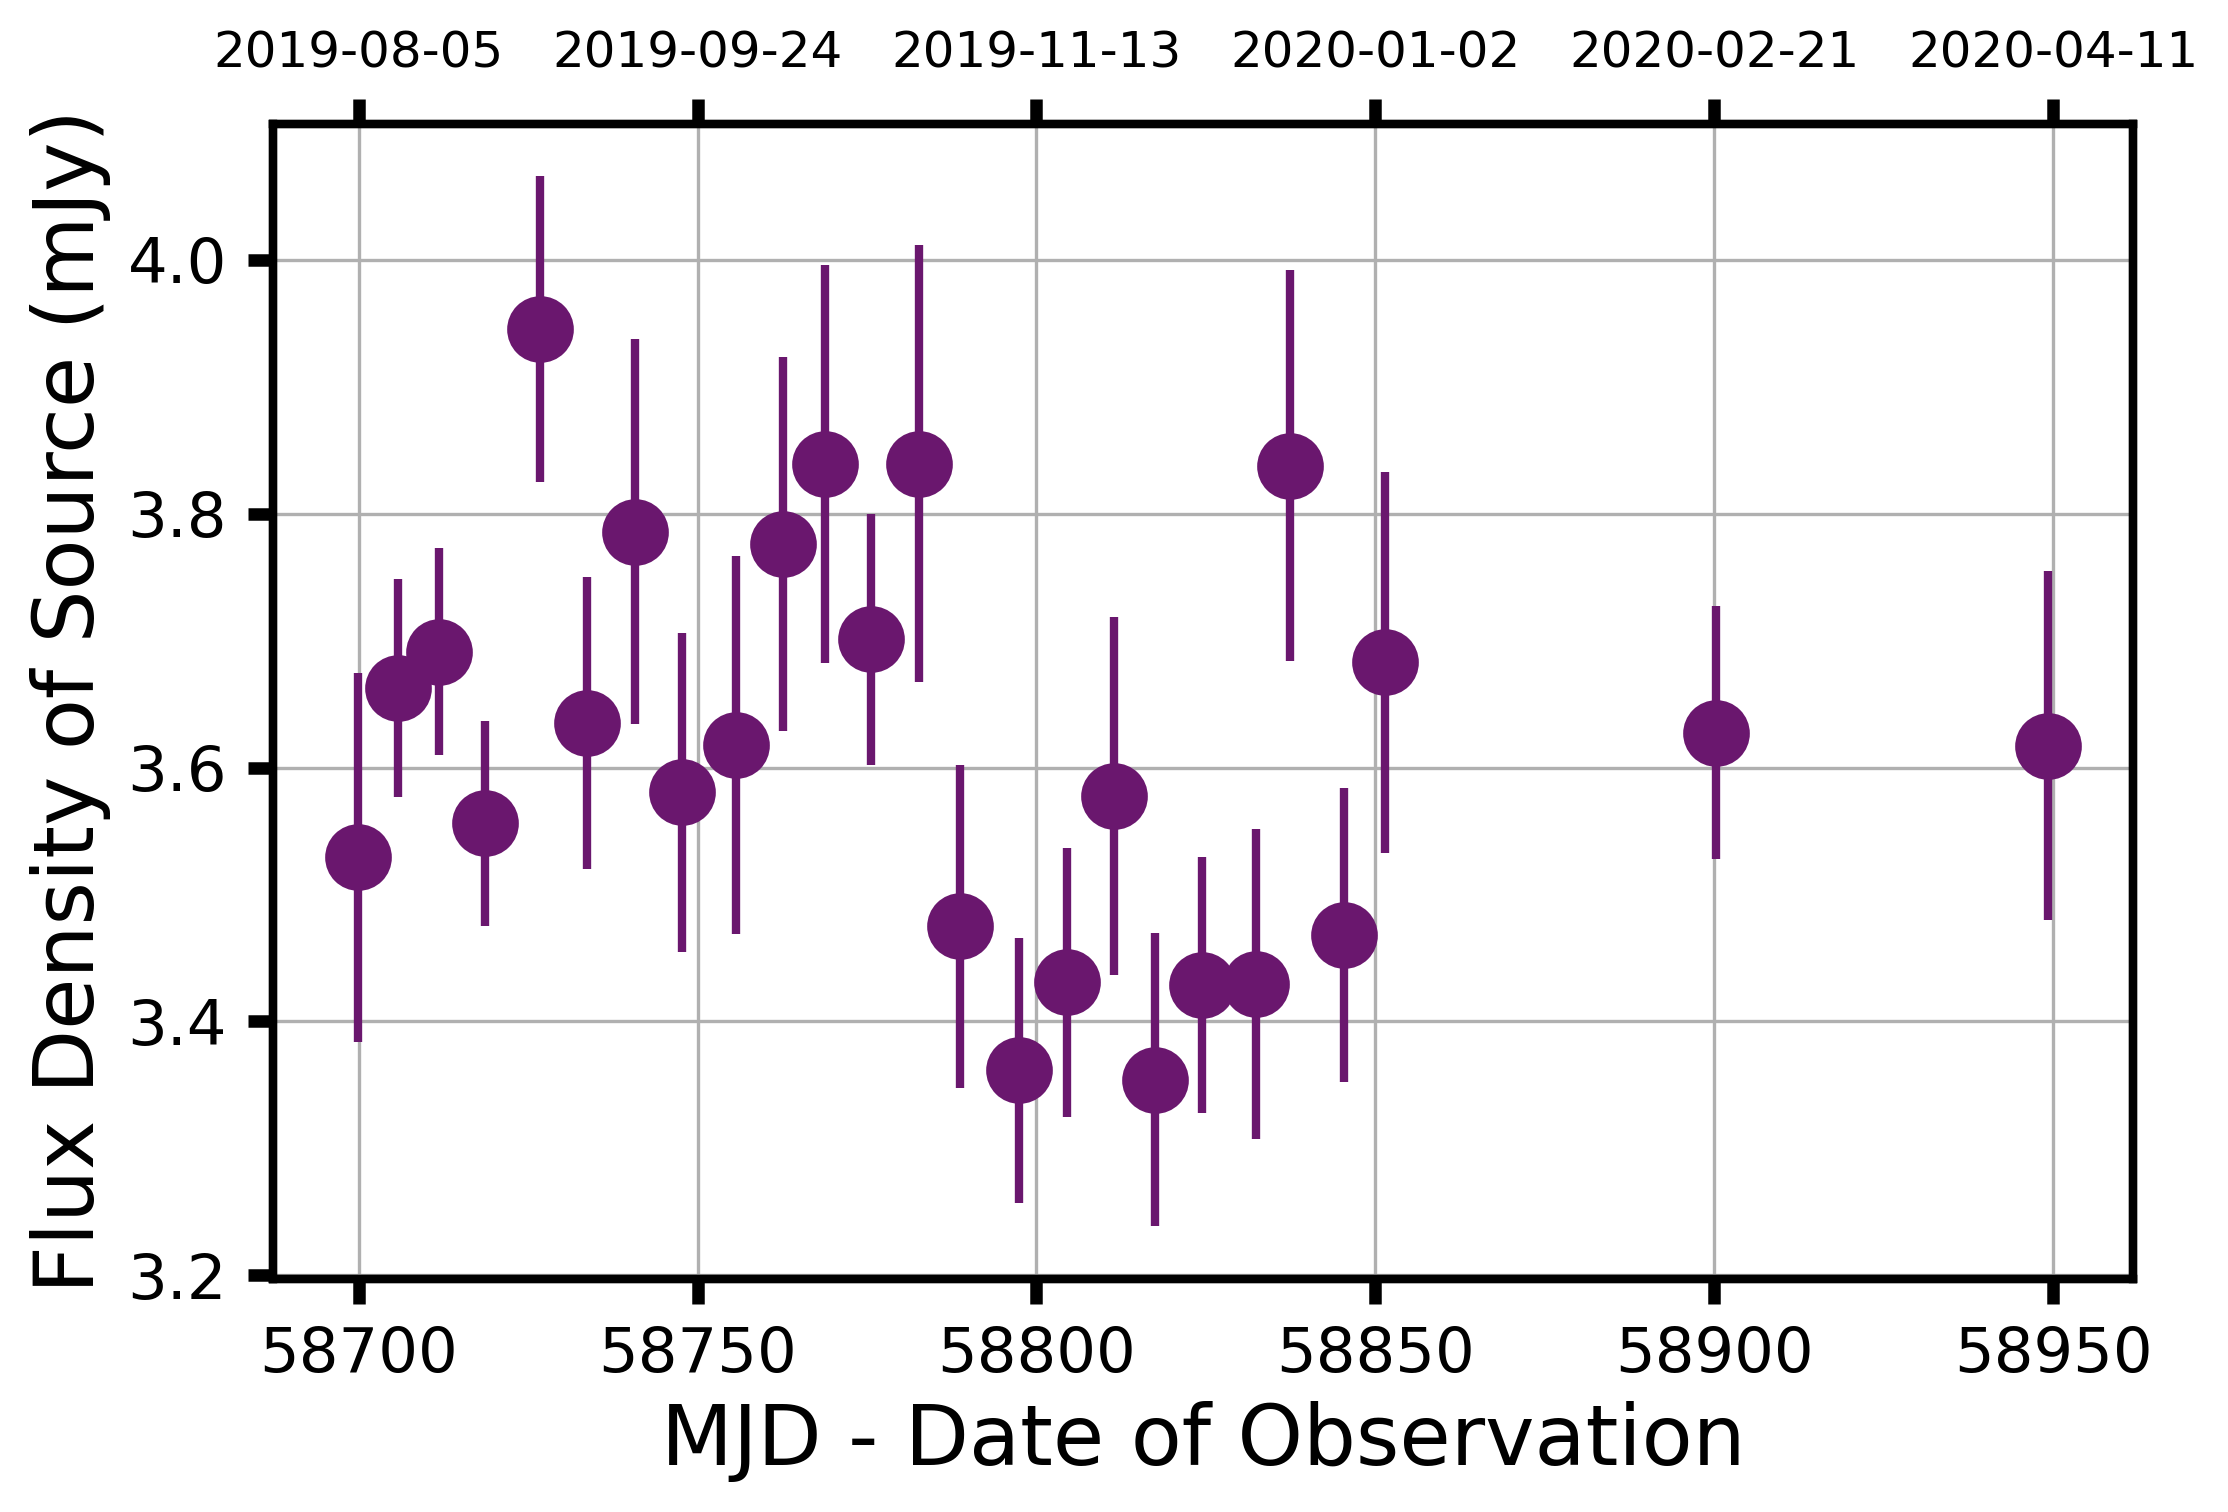 2019-08-05 2019-09-24 2019-11-13 2020-01-02 2020-02-21 2020-04-11
Flux Density of Source (mJy)
4.0
3.8
3.6
3.4
3.2
58700 58750 58800 58850 58900 58950
MJD - Date of Observation